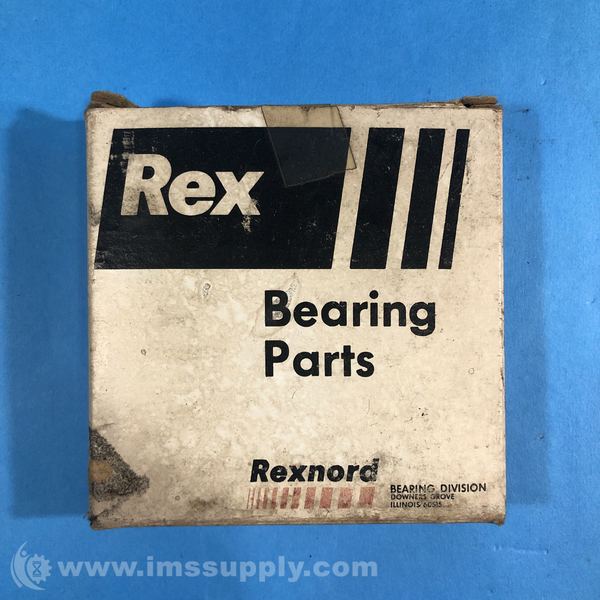 Rex
Bearing
Parts
Rexnord
BEARING DIVISION
DOWNERS GROVE
ILLINOIS 60515
www.imssupply.com